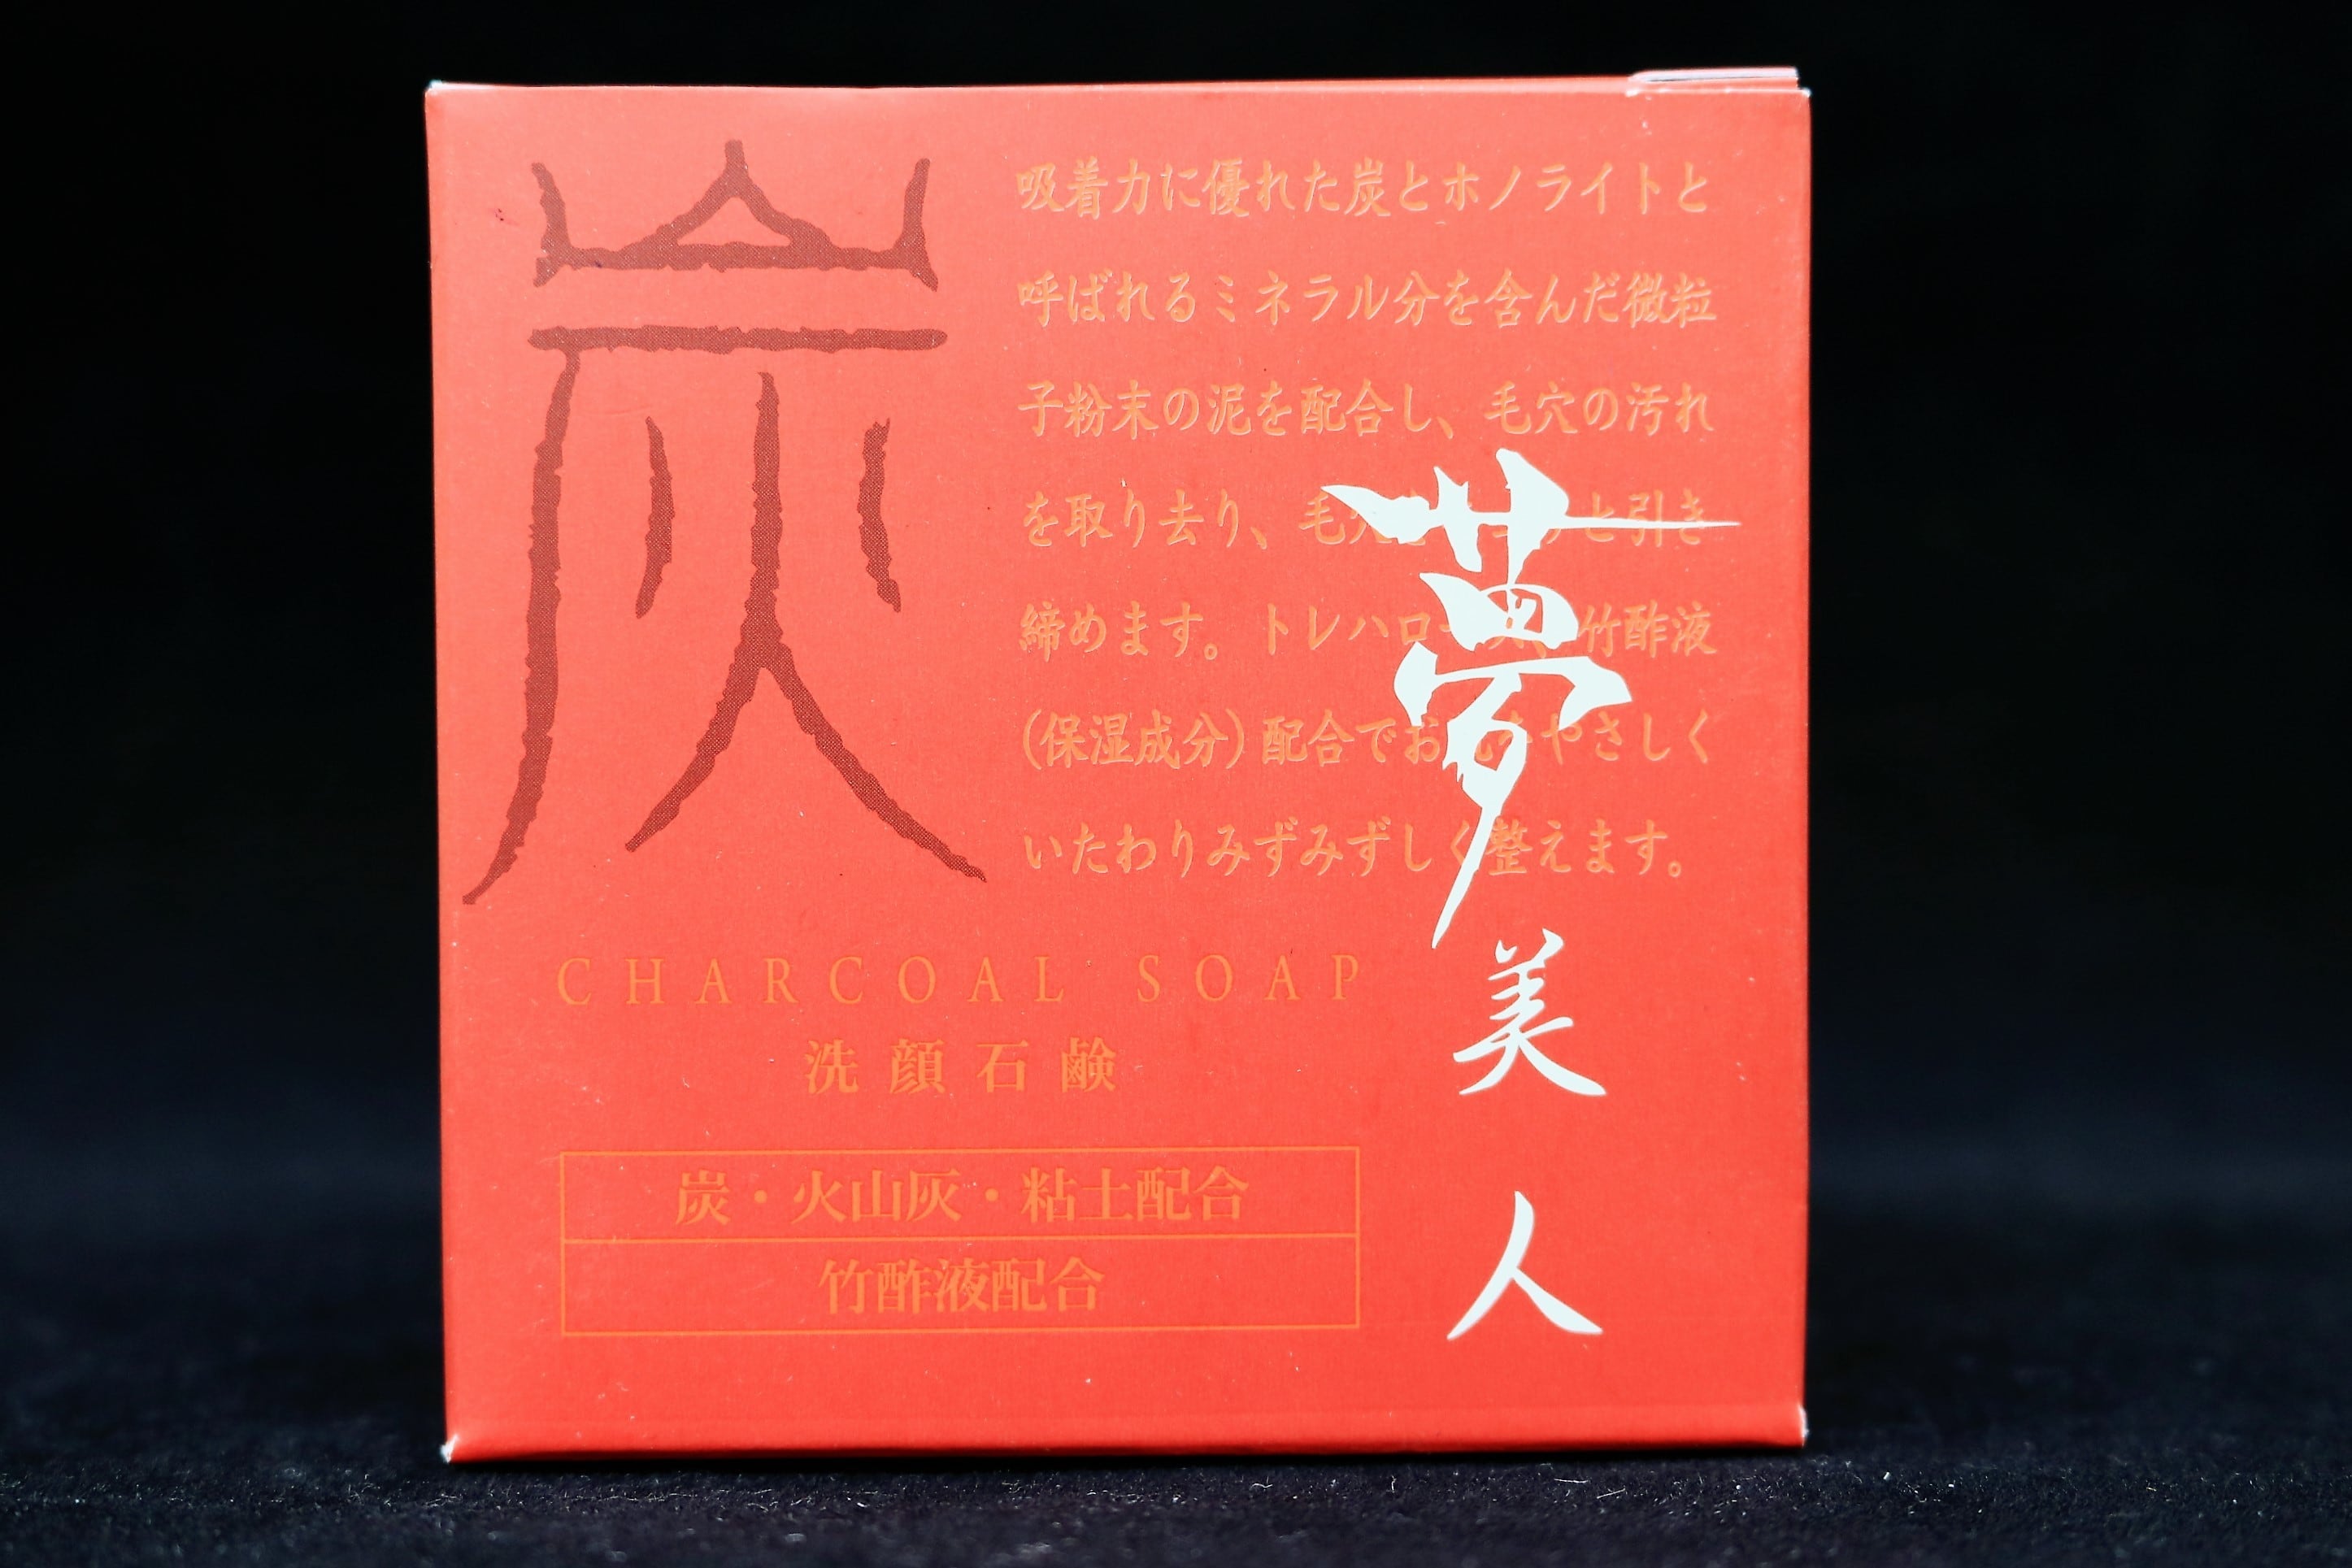 炭
吸着力に優れた炭とホノライトと
呼ばれるミネラル分を含んだ微粒
子粉末の泥を配合し、毛穴の汚れ
を取り去り、毛穴 と引き
締めます。トレハロース、竹酢液
(保湿成分)配合でお やさしく
いたわりみずみずしく整えます。
夢美人
CHARCOAL SOAP
洗顔石鹸
炭・火山灰・粘土配合
竹酢液配合